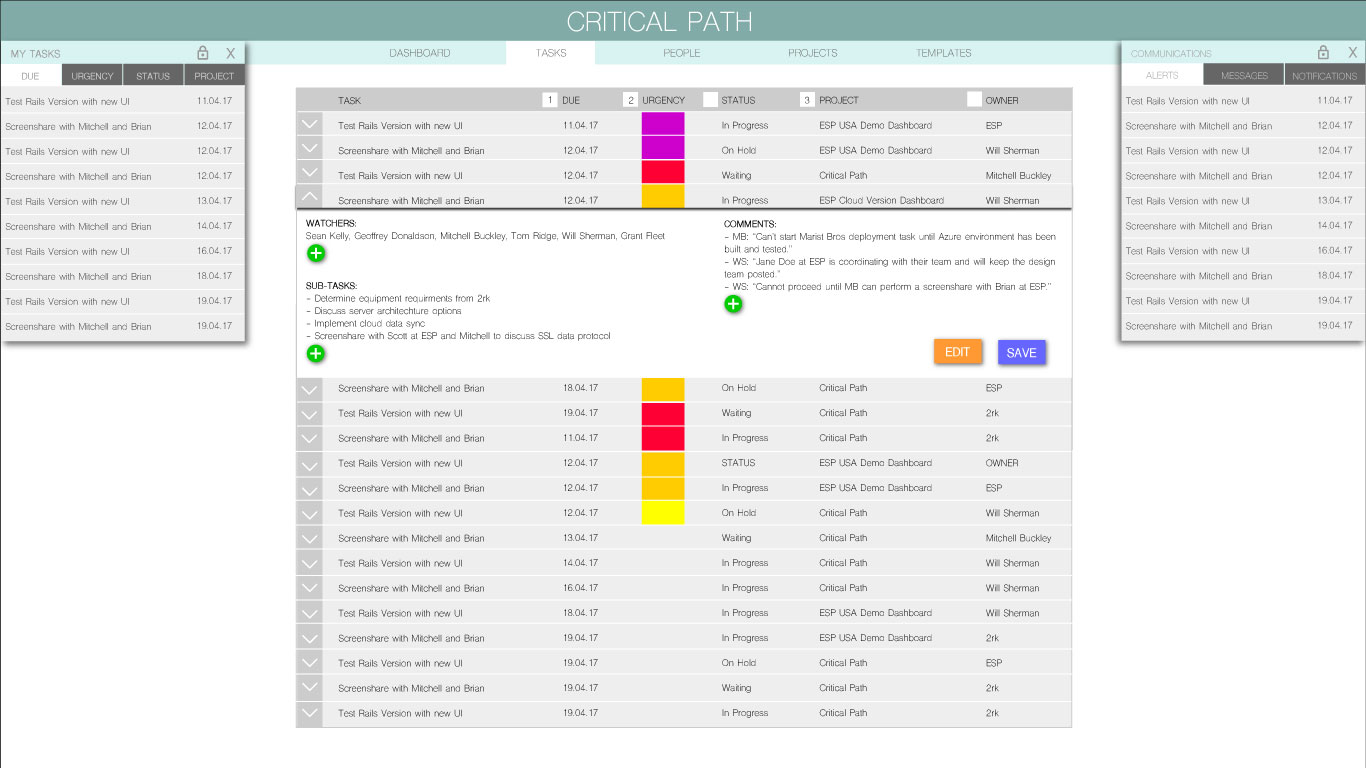 CRITICAL PATH
DASHBOARD TASKS PEOPLE PROJECTS TEMPLATES
MY TASKS X
DUE URGENCY STATUS PROJECT
Test Rails Version with new UI 11.04.17
Screenshare with Mitchell and Brian 12.04.17
Test Rails Version with new UI 12.04.17
Screenshare with Mitchell and Brian 12.04.17
Test Rails Version with new UI 13.04.17
Screenshare with Mitchell and Brian 14.04.17
Test Rails Version with new UI 16.04.17
Screenshare with Mitchell and Brian 18.04.17
Test Rails Version with new UI 19.04.17
Screenshare with Mitchell and Brian 19.04.17
TASK 1 DUE 2 URGENCY STATUS 3 PROJECT OWNER
Test Rails Version with new UI 11.04.17 In Progress ESP USA Demo Dashboard ESP
Screenshare with Mitchell and Brian 12.04.17 On Hold ESP USA Demo Dashboard Will Sherman
Test Rails Version with new UI 12.04.17 Waiting Critical Path Mitchell Buckley
Screenshare with Mitchell and Brian 12.04.17 In Progress ESP Cloud Version Dashboard Will Sherman
WATCHERS:
Sean Kelly, Geoffrey Donaldson, Mitchell Buckley, Tom Ridge, Will Sherman, Grant Fleet
SUB-TASKS:
- Determine equipment requirments from 2rk
- Discuss server architechture options
- Implement cloud data sync
- Screenshare with Scott at ESP and Mitchell to discuss SSL data protocol
COMMENTS:
- MB: "Can't start Marist Bros deployment task until Azure environment has been
built and tested."
- WS: "Jane Doe at ESP is coordinating with their team and will keep the design
team posted."
- WS: "Cannot proceed until MB can perform a screenshare with Brian at ESP."
EDIT SAVE
Screenshare with Mitchell and Brian 18.04.17 On Hold Critical Path ESP
Test Rails Version with new UI 19.04.17 Waiting Critical Path 2rk
Screenshare with Mitchell and Brian 11.04.17 In Progress Critical Path 2rk
Test Rails Version with new UI 12.04.17 STATUS ESP USA Demo Dashboard OWNER
Screenshare with Mitchell and Brian 12.04.17 In Progress ESP USA Demo Dashboard ESP
Test Rails Version with new UI 12.04.17 On Hold Critical Path Will Sherman
Screenshare with Mitchell and Brian 13.04.17 Waiting Critical Path Mitchell Buckley
Test Rails Version with new UI 14.04.17 In Progress Critical Path Will Sherman
Screenshare with Mitchell and Brian 16.04.17 In Progress Critical Path Will Sherman
Test Rails Version with new UI 18.04.17 In Progress ESP USA Demo Dashboard Will Sherman
Screenshare with Mitchell and Brian 19.04.17 In Progress ESP USA Demo Dashboard 2rk
Test Rails Version with new UI 19.04.17 On Hold Critical Path ESP
Screenshare with Mitchell and Brian 19.04.17 Waiting Critical Path 2rk
Test Rails Version with new UI 19.04.17 In Progress Critical Path 2rk
COMMUNICATIONS X
ALERTS MESSAGES NOTIFICATIONS
Test Rails Version with new UI 11.04.17
Screenshare with Mitchell and Brian 12.04.17
Test Rails Version with new UI 12.04.17
Screenshare with Mitchell and Brian 12.04.17
Test Rails Version with new UI 13.04.17
Screenshare with Mitchell and Brian 14.04.17
Test Rails Version with new UI 16.04.17
Screenshare with Mitchell and Brian 18.04.17
Test Rails Version with new UI 19.04.17
Screenshare with Mitchell and Brian 19.04.17